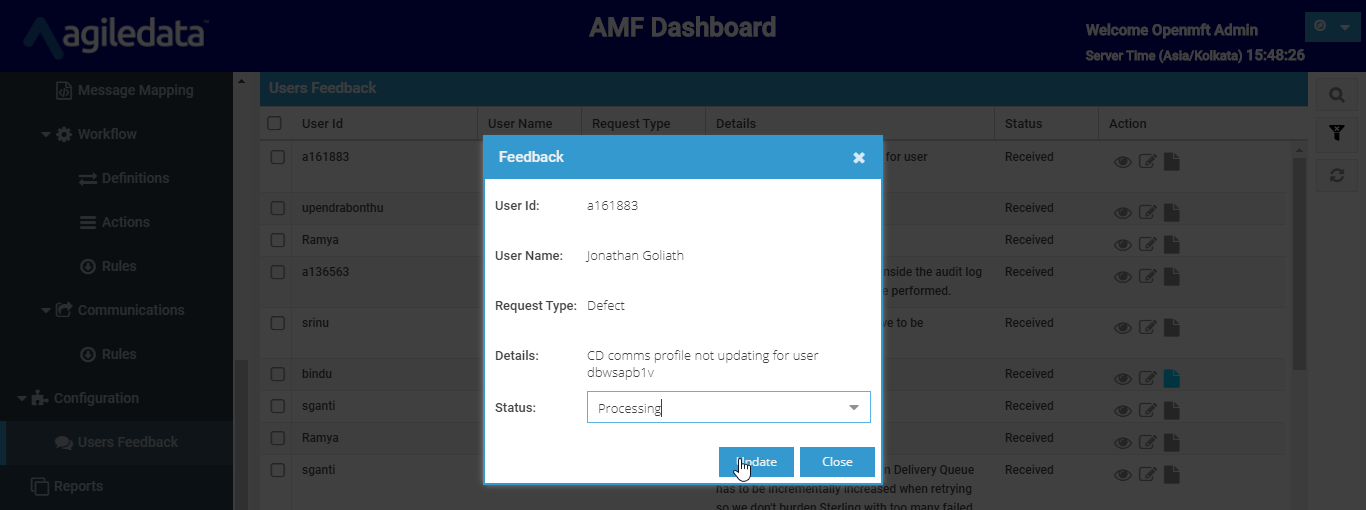 agiledata
AMF Dashboard
Welcome Openmft Admin
Server Time (Asia/Kolkata) 15:48:26
Message Mapping
Workflow
Definitions
Actions
Rules
Communications
Rules
Configuration
Users Feedback
Reports
Users Feedback
User Id User Name Request Type Details Status Action
a161883 for user Received
upendrabonthu Received
Ramya Received
a136563 inside the audit log Received
performed.
srinu to be Received
bindu Received
sganti Received
Ramya Received
sganti Delivery Queue Received
has to be incrementally increased when retrying
so we don't burden Sterling with too many failed
Feedback
User Id: a161883
User Name: Jonathan Goliath
Request Type: Defect
Details: CD comms profile not updating for user
dbwsapb1v
Status: Processing
Update Close